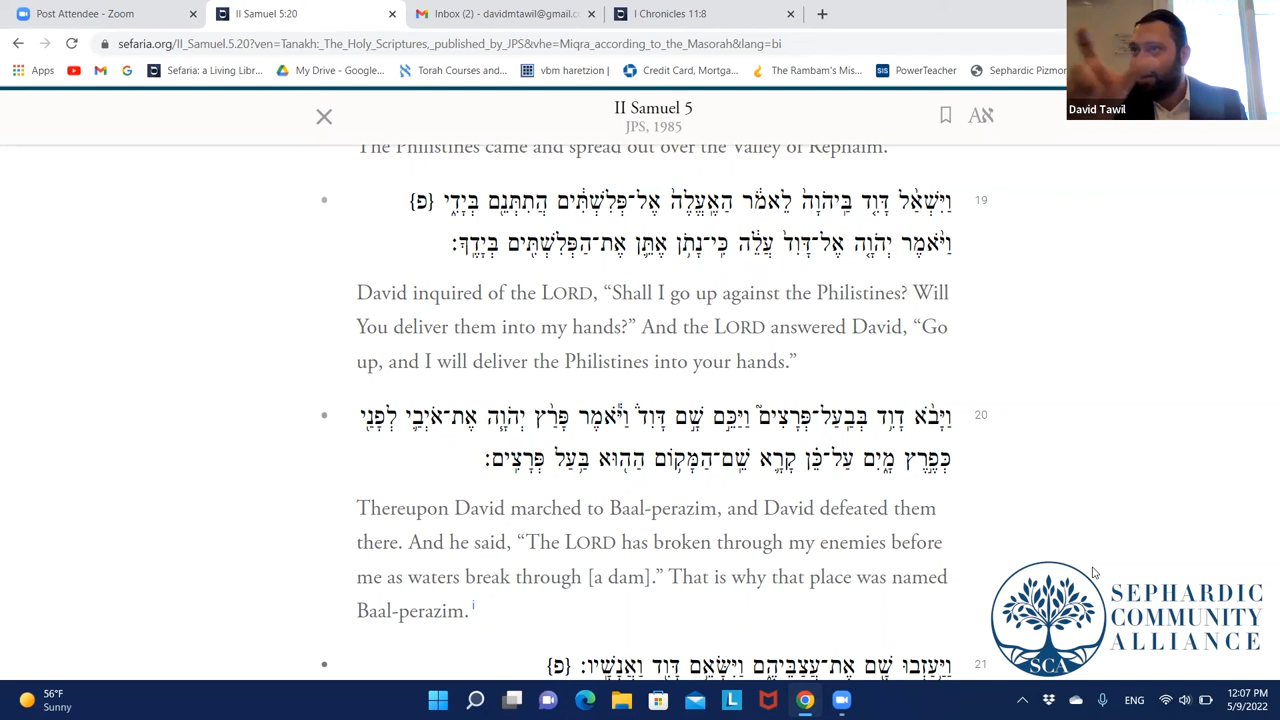 Post Attendee - Zoom
II Samuel 5:20
Inbox (2) - davidmtawil@gmail.cc
I Chronicles 11:8
sefaria.org/II_Samuel.5.20?ven=Tanakh:_The_Holy_Scriptures,_published_by_JPS&vhe=Miqra_according_to_the_Masorah&lang=bi
Apps
Sefaria: a Living Libr...
My Drive - Google...
Torah Courses and...
vbm haretzion
Credit Card, Mortga...
The Rambam's Mis...
PowerTeacher
Sephardic Pizmon
David Tawil
II Samuel 5
JPS, 1985
Aא
The Philistines came and spread out over the Valley of Rephaim.
19
וַיִּשְׁאַ֨ל דָּוִ֤ד בַּֽיהֹוָה֙ לֵאמֹ֔ר הַאֶֽעֱלֶה֙ אֶל־פְּלִשְׁתִּ֔ים הֲתִתְּנֵ֖ם בְּיָדִ֑י {פ}
וַיֹּ֨אמֶר יְהֹוָ֤ה אֶל־דָּוִד֙ עֲלֵ֔ה כִּֽי־נָתֹ֥ן אֶתֵּ֛ן אֶת־הַפְּלִשְׁתִּ֖ים בְּיָדֶֽךָ׃
David inquired of the LORD, “Shall I go up against the Philistines? Will
You deliver them into my hands?” And the LORD answered David, “Go
up, and I will deliver the Philistines into your hands.”
20
וַיָּבֹ֨א דָוִ֥ד בְּבַֽעַל־פְּרָצִים֮ וַיַּכֵּ֣ם שָׁ֣ם דָּוִד֒ וַיֹּ֕אמֶר פָּרַ֨ץ יְהֹוָ֧ה אֶת־אֹיְבַ֛י לְפָנַ֖י
כְּפֶ֣רֶץ מָ֑יִם עַל־כֵּ֗ן קָרָ֛א שֵֽׁם־הַמָּק֥וֹם הַה֖וּא בַּ֥עַל פְּרָצִֽים׃
Thereupon David marched to Baal-perazim, and David defeated them
there. And he said, “The LORD has broken through my enemies before
me as waters break through [a dam].” That is why that place was named
Baal-perazim. i
21
וַיַּעַזְבוּ־שָׁ֖ם אֶת־עֲצַבֵּיהֶ֑ם וַיִּשָּׂאֵ֥ם דָּוִ֖ד וַאֲנָשָֽׁיו׃ {פ}
SEPHARDIC
COMMUNITY
ALLIANCE
SCA
56°F
Sunny
ENG
12:07 PM
5/9/2022